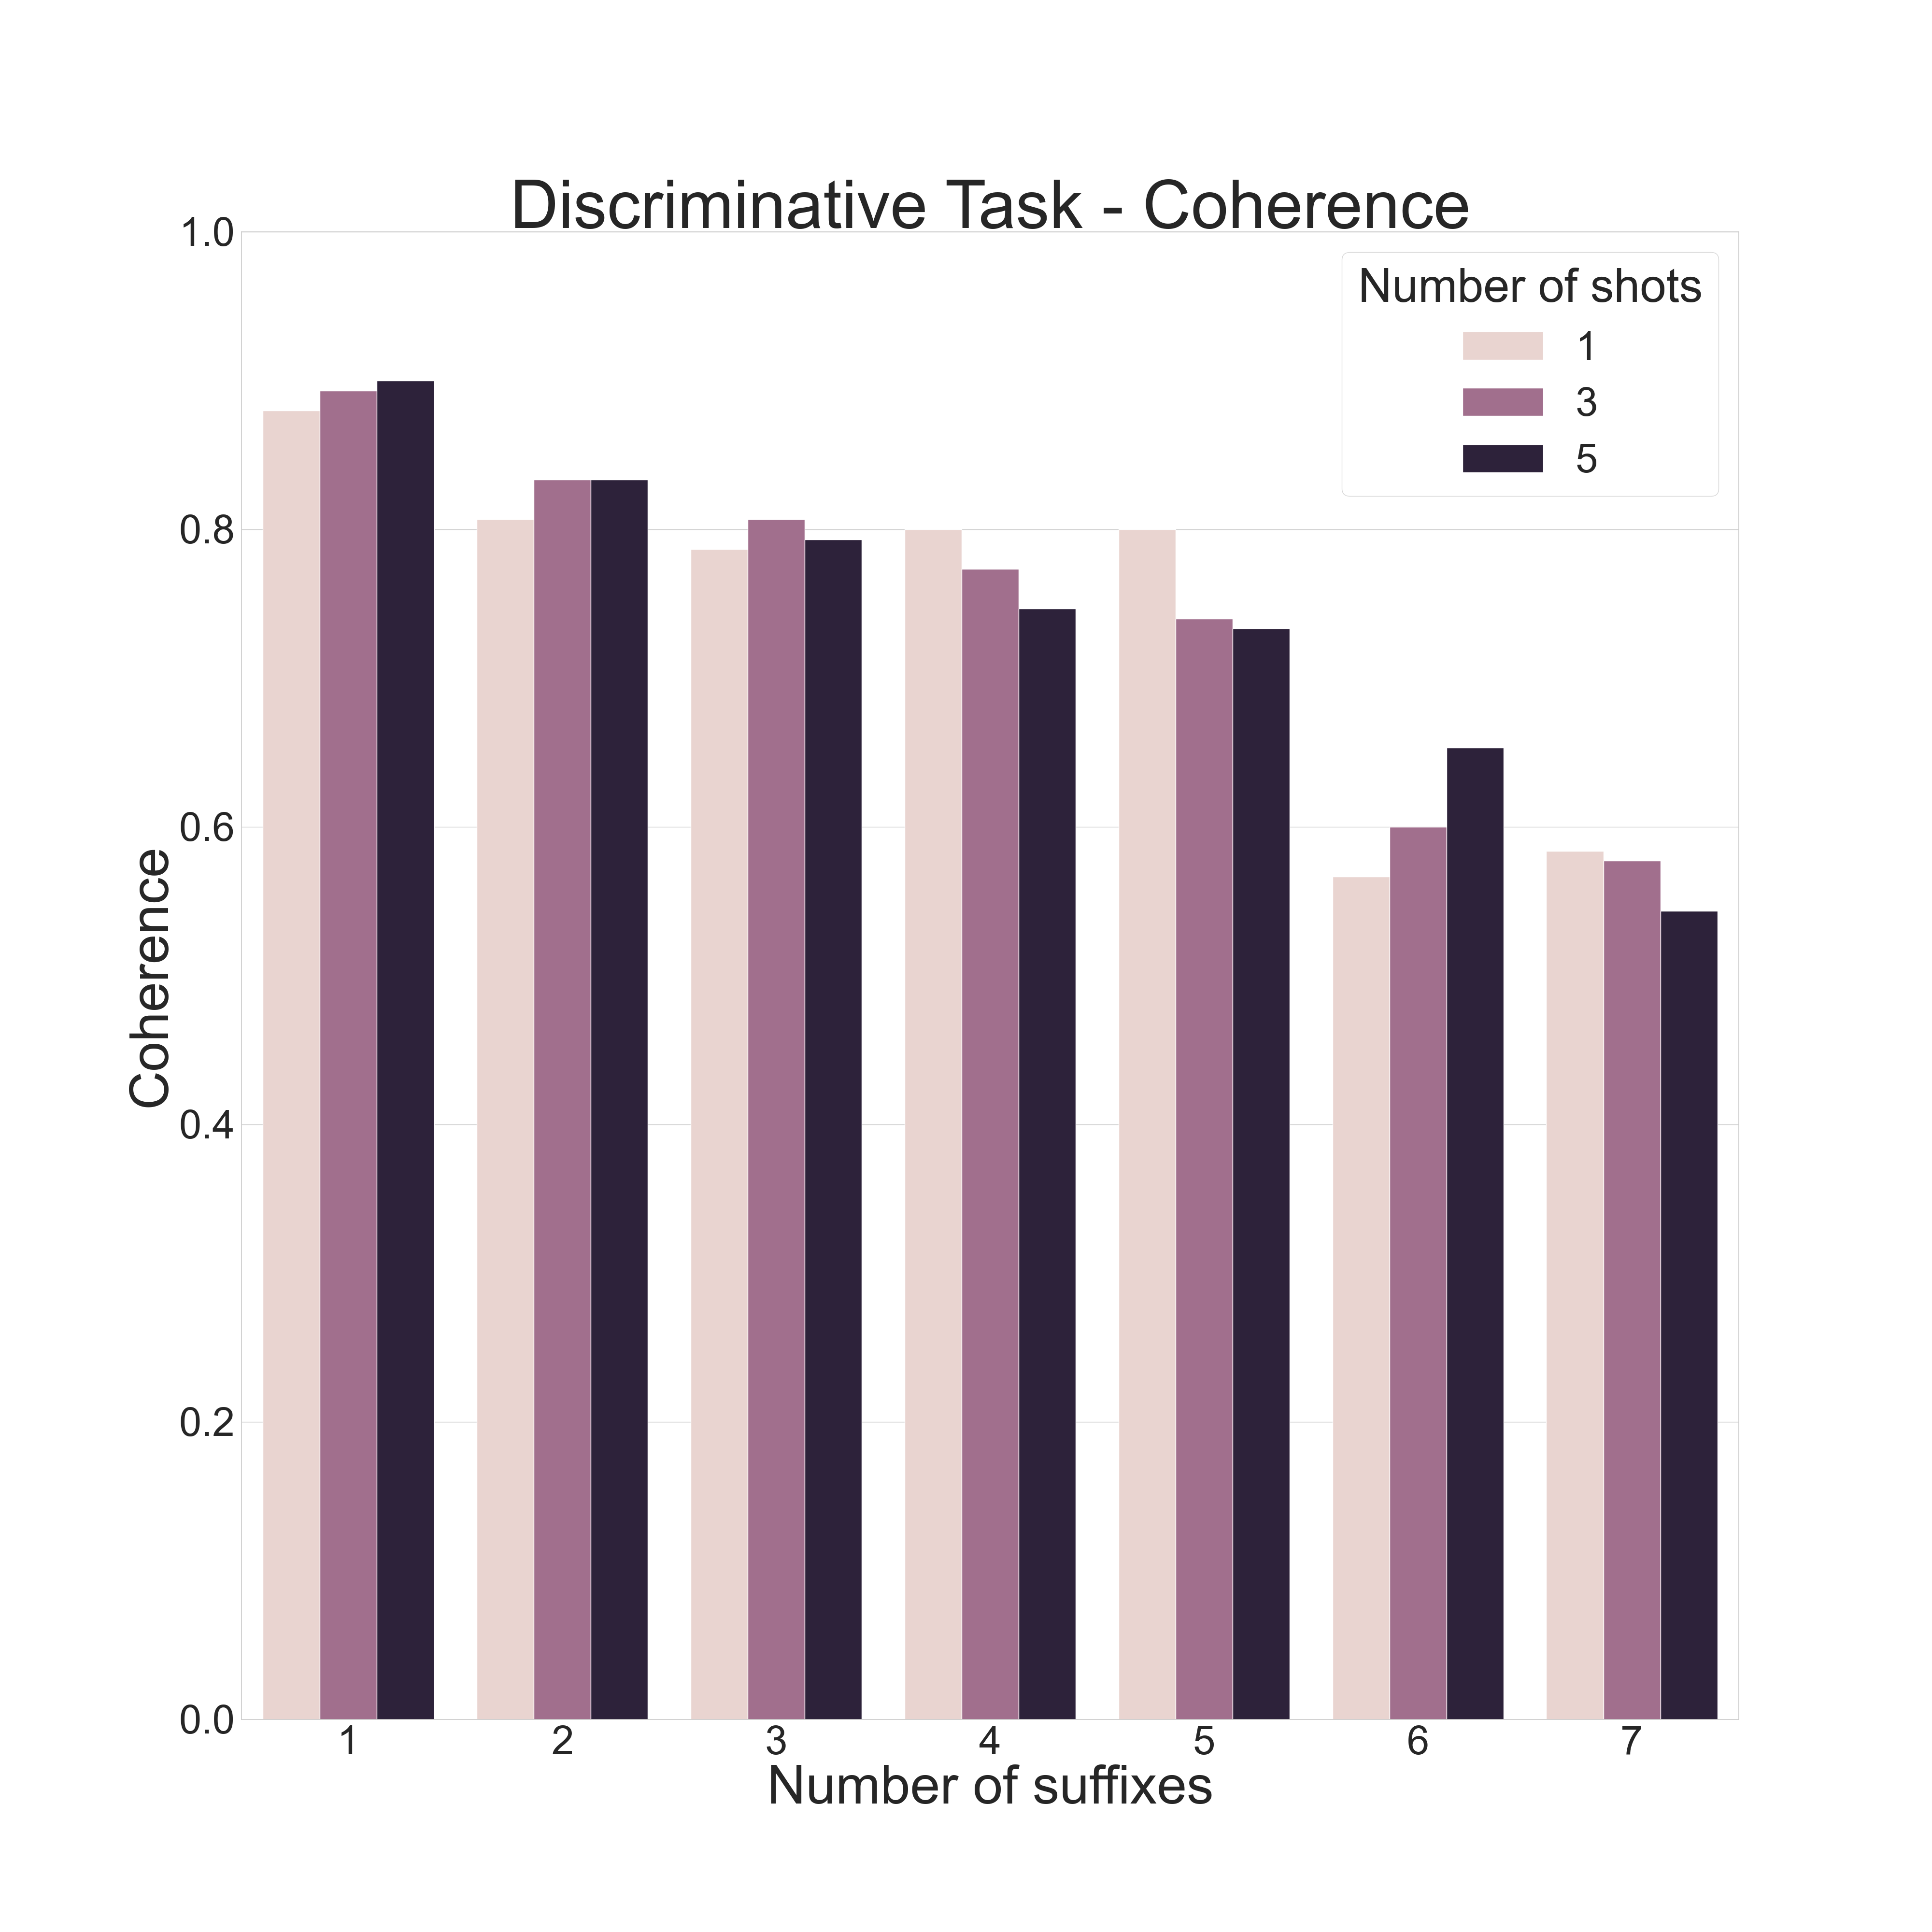 Discriminative Task - Coherence
Number of shots
1
3
5
Coherence
1.0
0.8
0.6
0.4
0.2
0.0
1 2 3 4 5 6 7
Number of suffixes